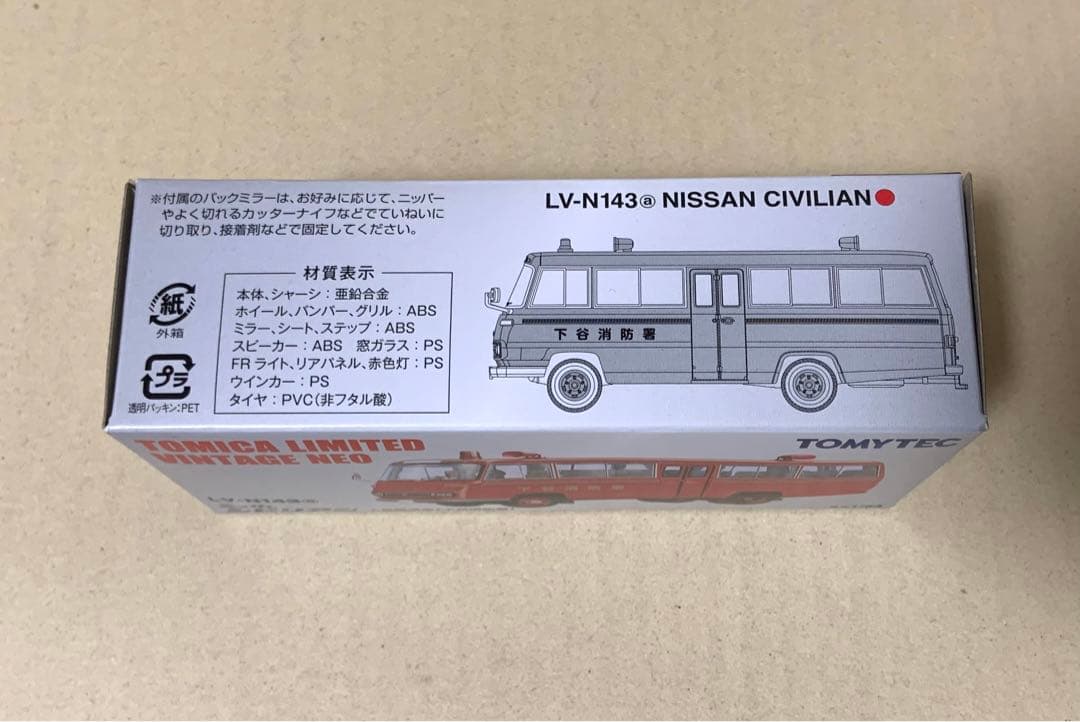 ※付属のバックミラーは、お好みに応じて、ニッパー
やよく切れるカッターナイフなどでていねいに
切り取り、接着剤などで固定してください。
LV-N143ⓐ NISSAN CIVILIAN
紙
外箱
プラ
透明パッキン:PET
材質表示
本体、シャーシ:亜鉛合金
ホイール、バンパー、グリル:ABS
ミラー、シート、ステップ:ABS
スピーカー:ABS 窓ガラス:PS
FRライト、リアパネル、赤色灯:PS
ウインカー:PS
タイヤ:PVC(非フタル酸)
下谷消防署
TOMICA LIMITED
VINTAGE NEO
TOMYTEC
LV-N143ⓐ